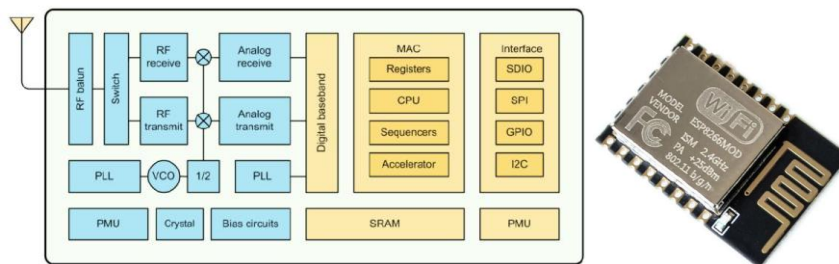 RF balun
Switch
RF
receive
RF
transmit
Analog
receive
Analog
transmit
Digital baseband
PLL
VCO
1/2
PLL
PMU
Crystal
Bias circuits
SRAM
PMU
MAC
Registers
CPU
Sequencers
Accelerator
Interface
SDIO
SPI
GPIO
I2C
MODEL
VENDOR
WiFi
ESP8266MOD
FC
ISM 2.4GHz
PA +25dBm
802.11 b/g/n